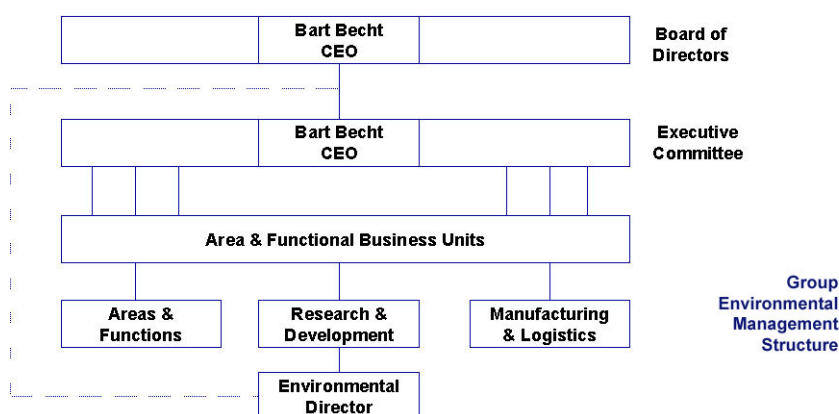 Bart Becht
CEO
Board of
Directors
Bart Becht
CEO
Executive
Committee
Area & Functional Business Units
Areas &
Functions
Research &
Development
Manufacturing
& Logistics
Group
Environmental
Management
Structure
Environmental
Director